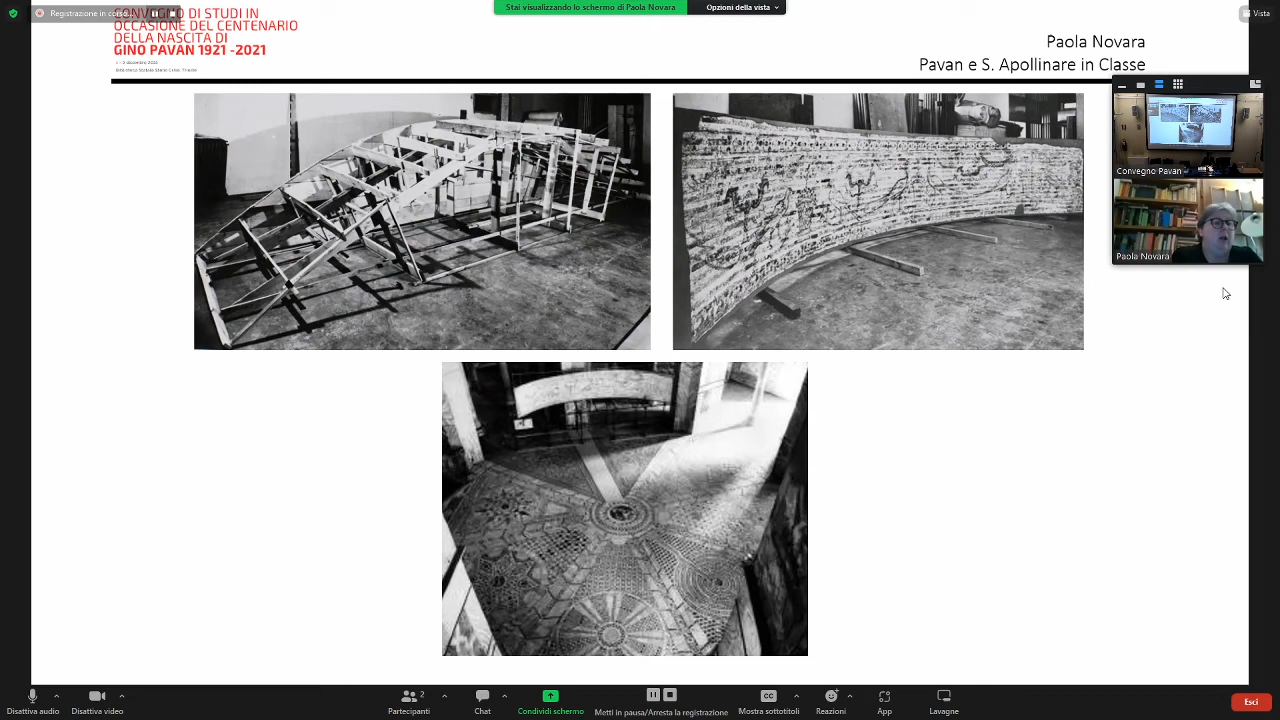 Registrazione in corso...
Stai visualizzando lo schermo di Paola Novara
Opzioni della vista
Vista
CONVEGNO DI STUDI IN
OCCASIONE DEL CENTENARIO
DELLA NASCITA DI
GINO PAVAN 1921 -2021
Paola Novara
Pavan e S. Apollinare in Classe
Convegno Pavan
Paola Novara
Disattiva audio
Disattiva video
Partecipanti
2
Chat
Condividi schermo
Metti in pausa/Arresta la registrazione
CC
Mostra sottotitoli
Reazioni
App
Lavagne
Esci